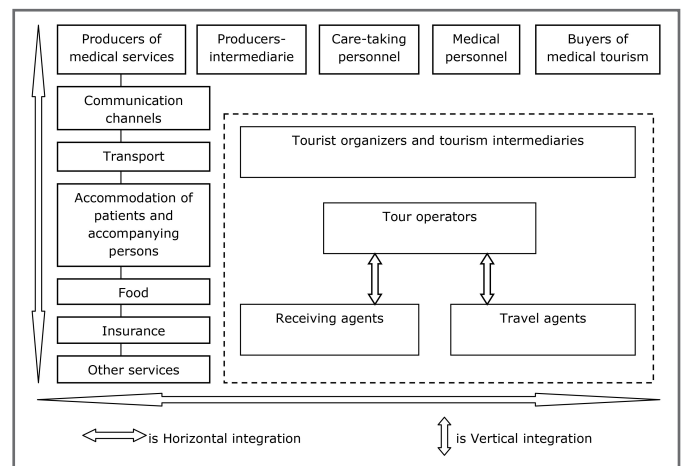 Producers of
medical services
Producers-
intermediarie
Care-taking
personnel
Medical
personnel
Buyers of
medical tourism
Communication
channels
Transport
Accommodation of
patients and
accompanying
persons
Food
Insurance
Other services
Tourist organizers and tourism intermediaries
Tour operators
Receiving agents
Travel agents
is Horizontal integration
is Vertical integration